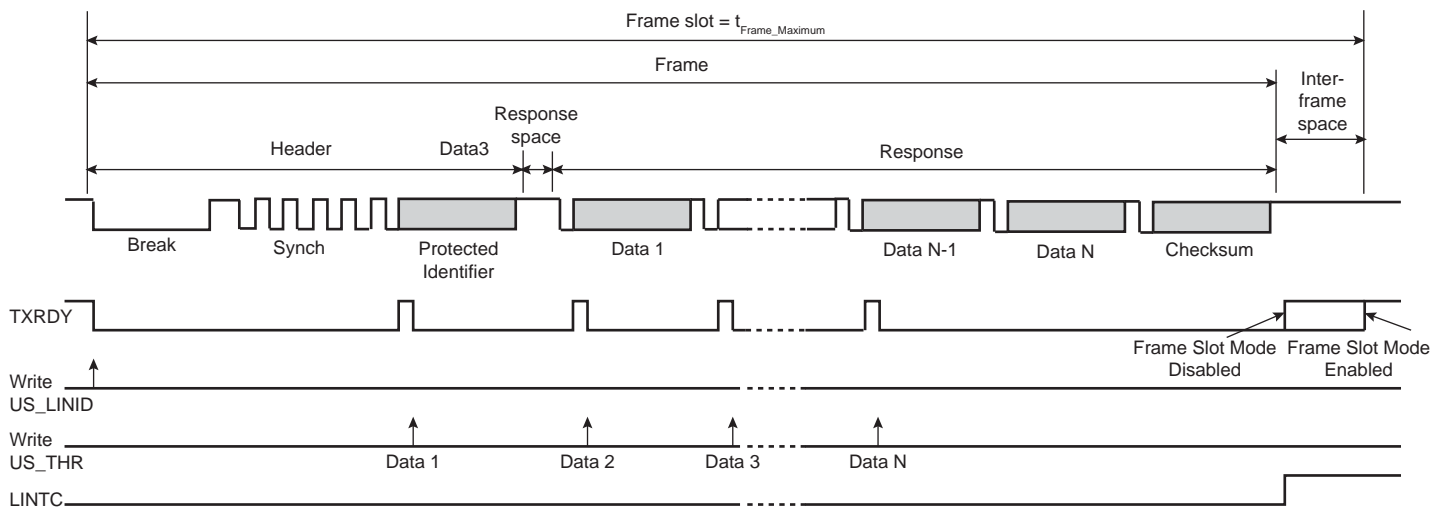 Frame slot = tFrame_Maximum
Frame
Inter-
frame
space
Response
space
Header
Data3
Response
Break
Synch
Protected
Identifier
Data 1
Data N-1
Data N
Checksum
TXRDY
Frame Slot Mode
Disabled
Frame Slot Mode
Enabled
Write
US_LINID
Write
US_THR
Data 1
Data 2
Data 3
Data N
LINTC